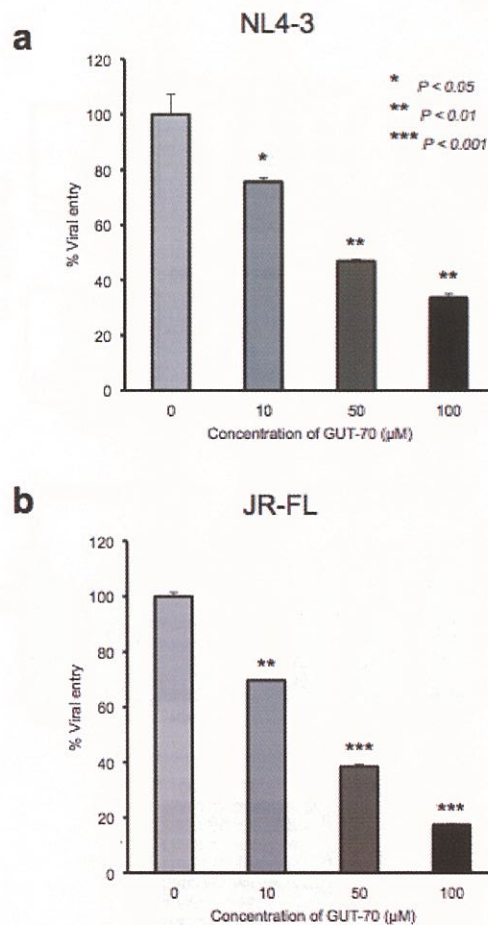 a
NL4-3
* P < 0.05
** P < 0.01
*** P < 0.001
120
100
80
60
40
20
0
% Viral entry
*
**
**
0 10 50 100
Concentration of GUT-70 (µM)
b
JR-FL
120
100
80
60
40
20
0
% Viral entry
**
***
***
0 10 50 100
Concentration of GUT-70 (µM)